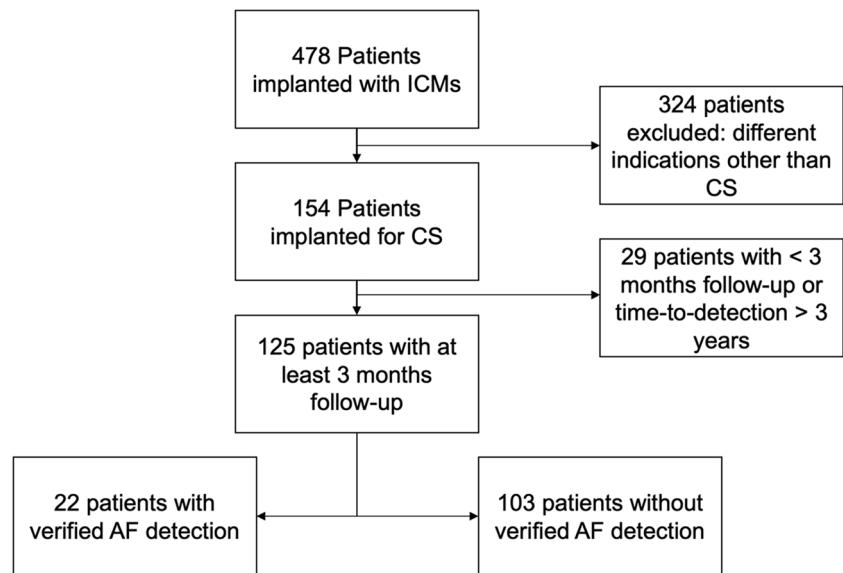 478 Patients
implanted with ICMs
324 patients
excluded: different
indications other than
CS
154 Patients
implanted for CS
29 patients with < 3
months follow-up or
time-to-detection > 3
years
125 patients with at
least 3 months
follow-up
22 patients with
verified AF detection
103 patients without
verified AF detection